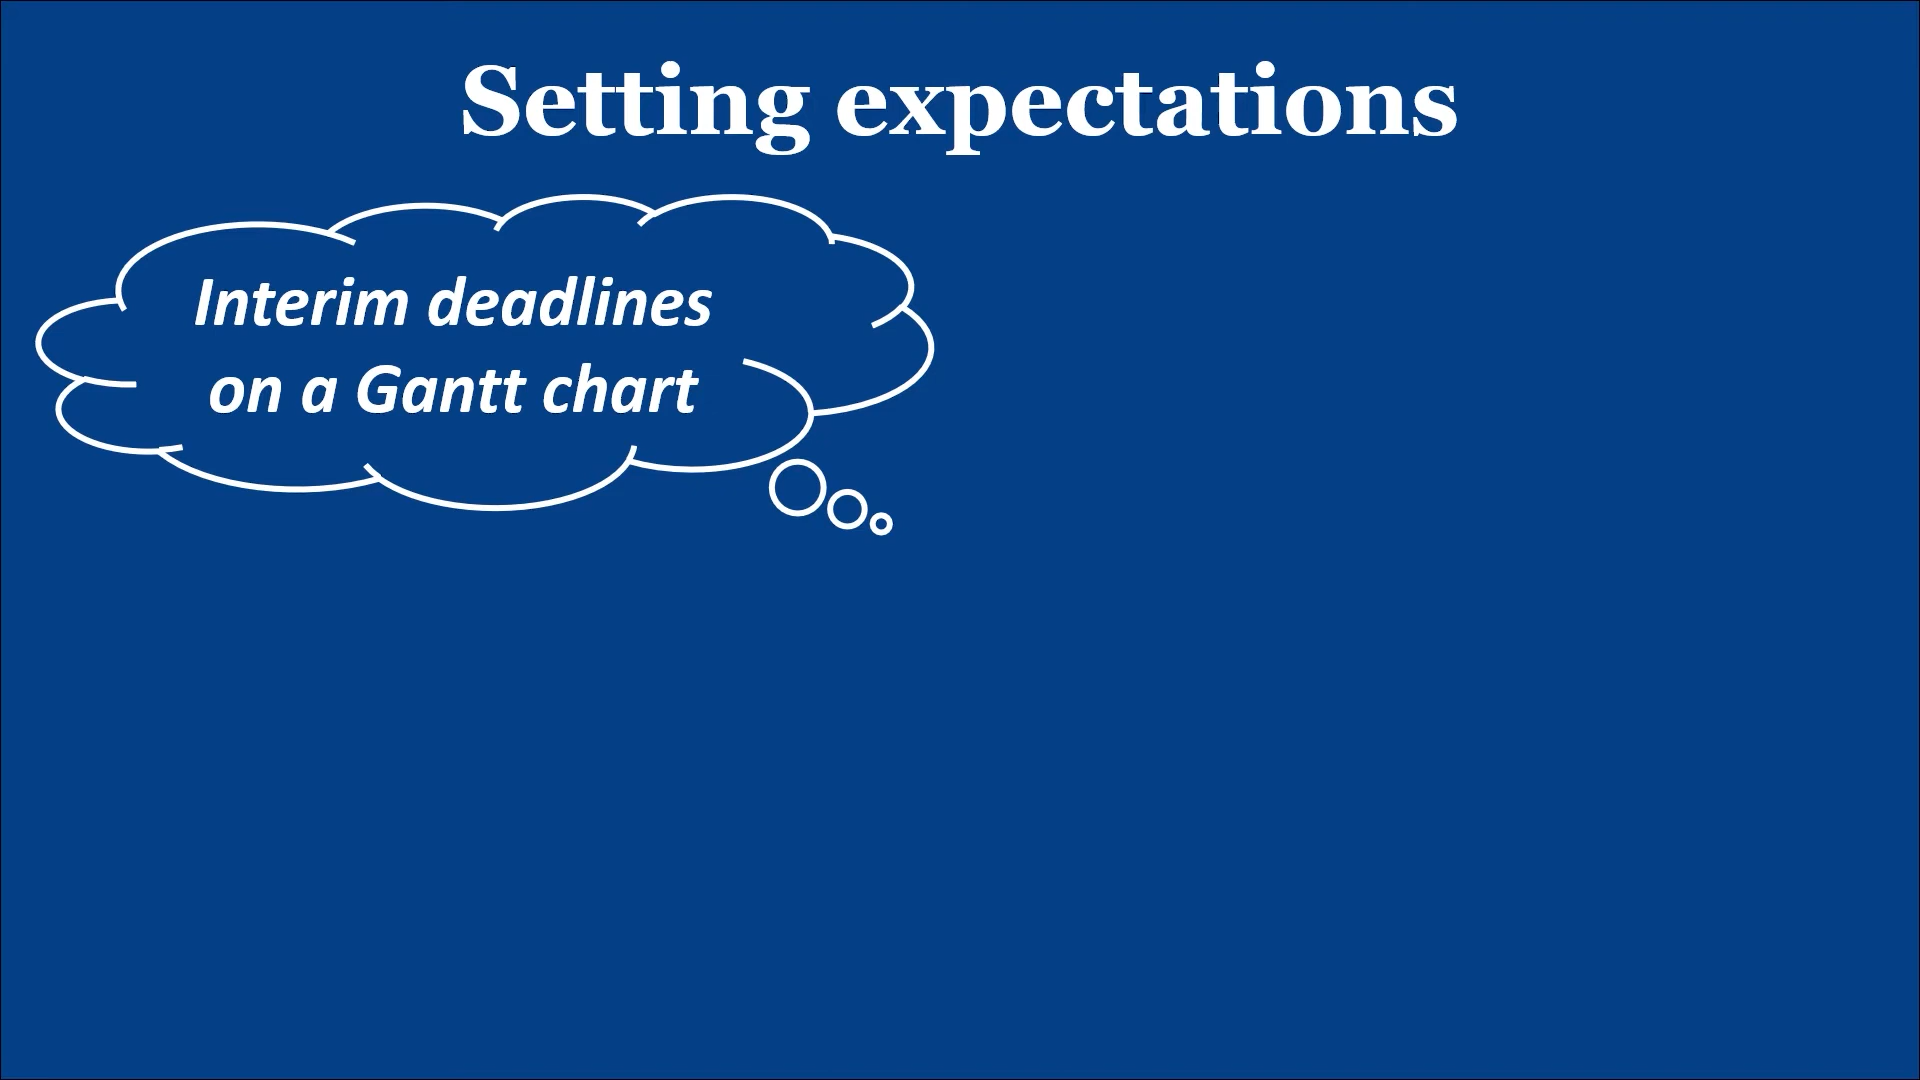 Setting expectations
Interim deadlines
on a Gantt chart